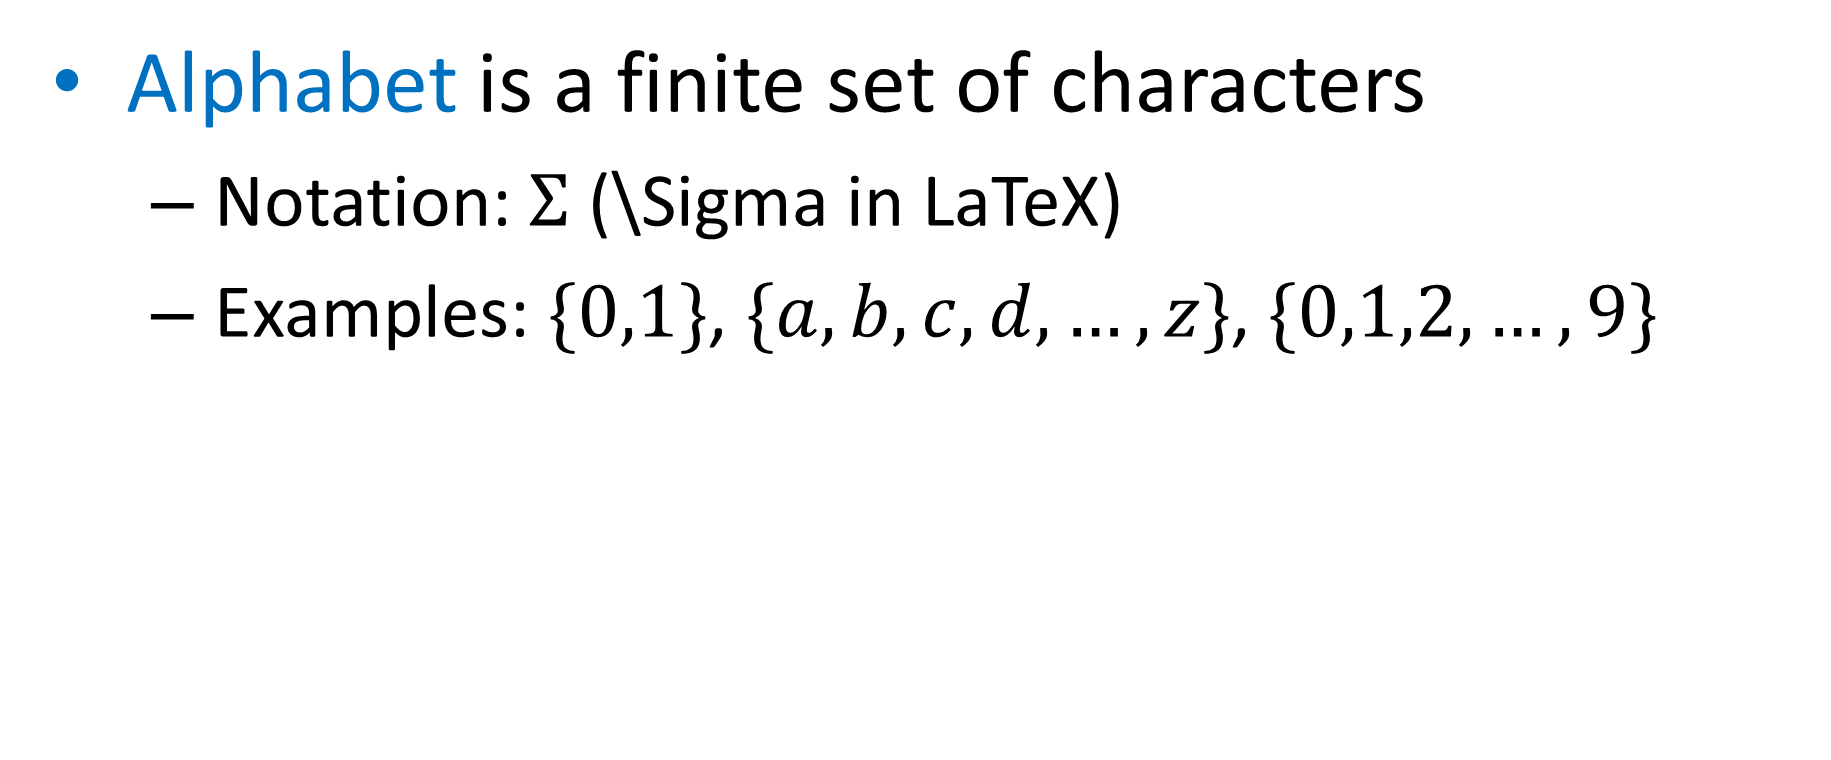 • Alphabet is a finite set of characters
– Notation: Σ (\Sigma in LaTeX)
– Examples: {0,1}, {a, b, c, d, … , z}, {0,1,2, … , 9}